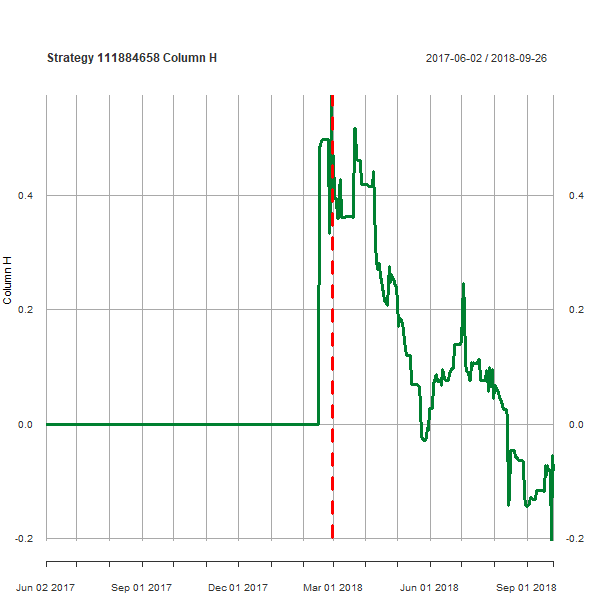 Strategy 111884658 Column H
2017-06-02 / 2018-09-26
Column H
0.4
0.4
0.2
0.2
0.0
0.0
-0.2
-0.2
Jun 02 2017
Sep 01 2017
Dec 01 2017
Mar 01 2018
Jun 01 2018
Sep 01 2018